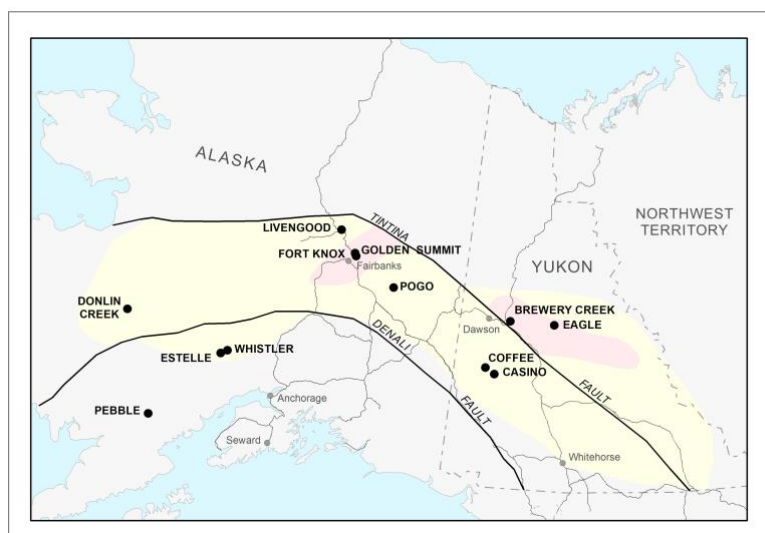 ALASKA
TINTINA
LIVENGOOD
NORTHWEST
TERRITORY
FORT KNOX
GOLDEN SUMMIT
Fairbanks
YUKON
POGO
DONLIN
CREEK
BREWERY CREEK
Dawson
EAGLE
DENALI
WHISTLER
ESTELLE
COFFEE
CASINO
FAULT
FAULT
Anchorage
PEBBLE
Seward
Whitehorse